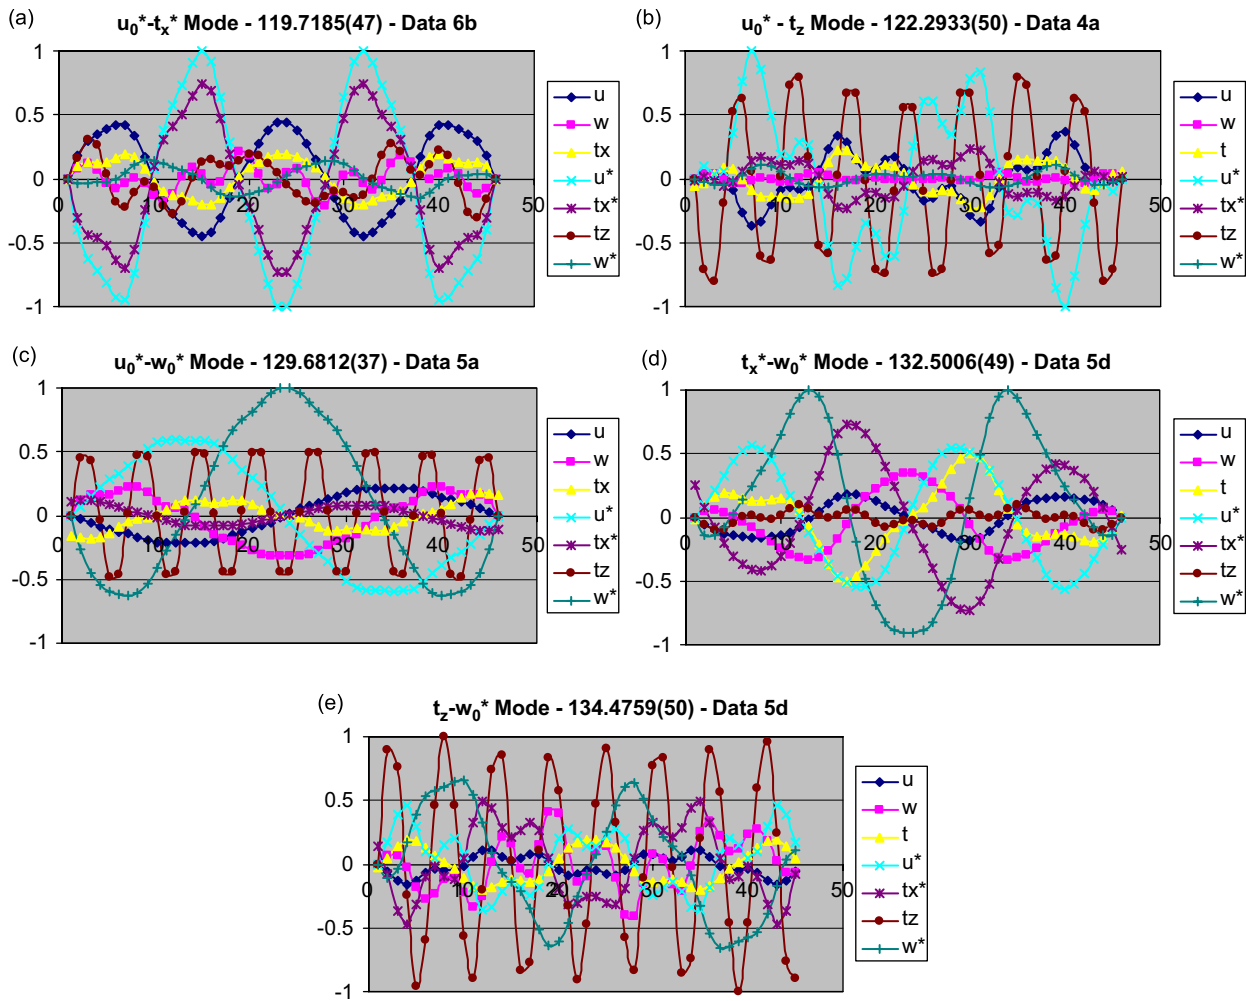 (a) u₀*-tₓ* Mode - 119.7185(47) - Data 6b
1
0.5
0
-0.5
-1
0 10 20 30 40 50
u
w
tx
u*
tx*
tz
w*
(b) u₀* - t_z Mode - 122.2933(50) - Data 4a
1
0.5
0
-0.5
-1
0 10 20 30 40 50
u
w
t
u*
tx*
tz
w*
(c) u₀*-w₀* Mode - 129.6812(37) - Data 5a
1
0.5
0
-0.5
-1
0 10 20 30 40 50
u
w
tx
u*
tx*
tz
w*
(d) tₓ*-w₀* Mode - 132.5006(49) - Data 5d
1
0.5
0
-0.5
-1
0 10 20 30 40 50
u
w
t
u*
tx*
tz
w*
(e) t_z-w₀* Mode - 134.4759(50) - Data 5d
1
0.5
0
-0.5
-1
0 10 20 30 40 50
u
w
t
u*
tx*
tz
w*